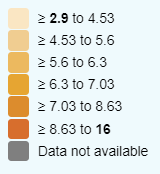 ≥ 2.9 to 4.53
≥ 4.53 to 5.6
≥ 5.6 to 6.3
≥ 6.3 to 7.03
≥ 7.03 to 8.63
≥ 8.63 to 16
Data not available